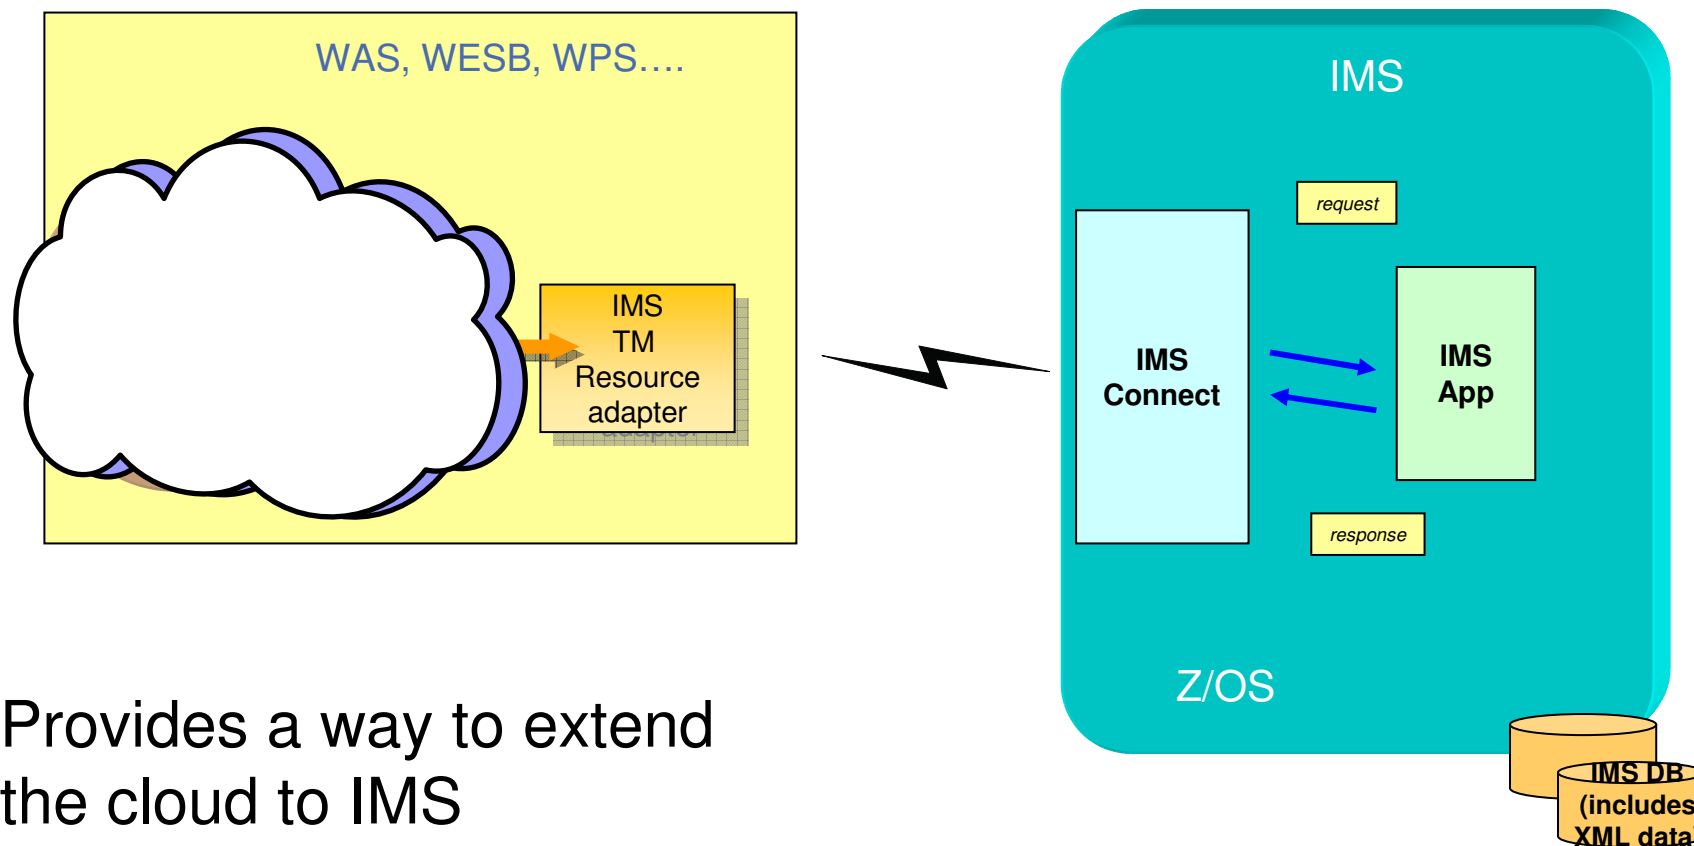 WAS, WESB, WPS….
IMS
TM
Resource
adapter
IMS
request
IMS
Connect
IMS
App
response
Z/OS
IMS DB
(includes
XML data
Provides a way to extend
the cloud to IMS